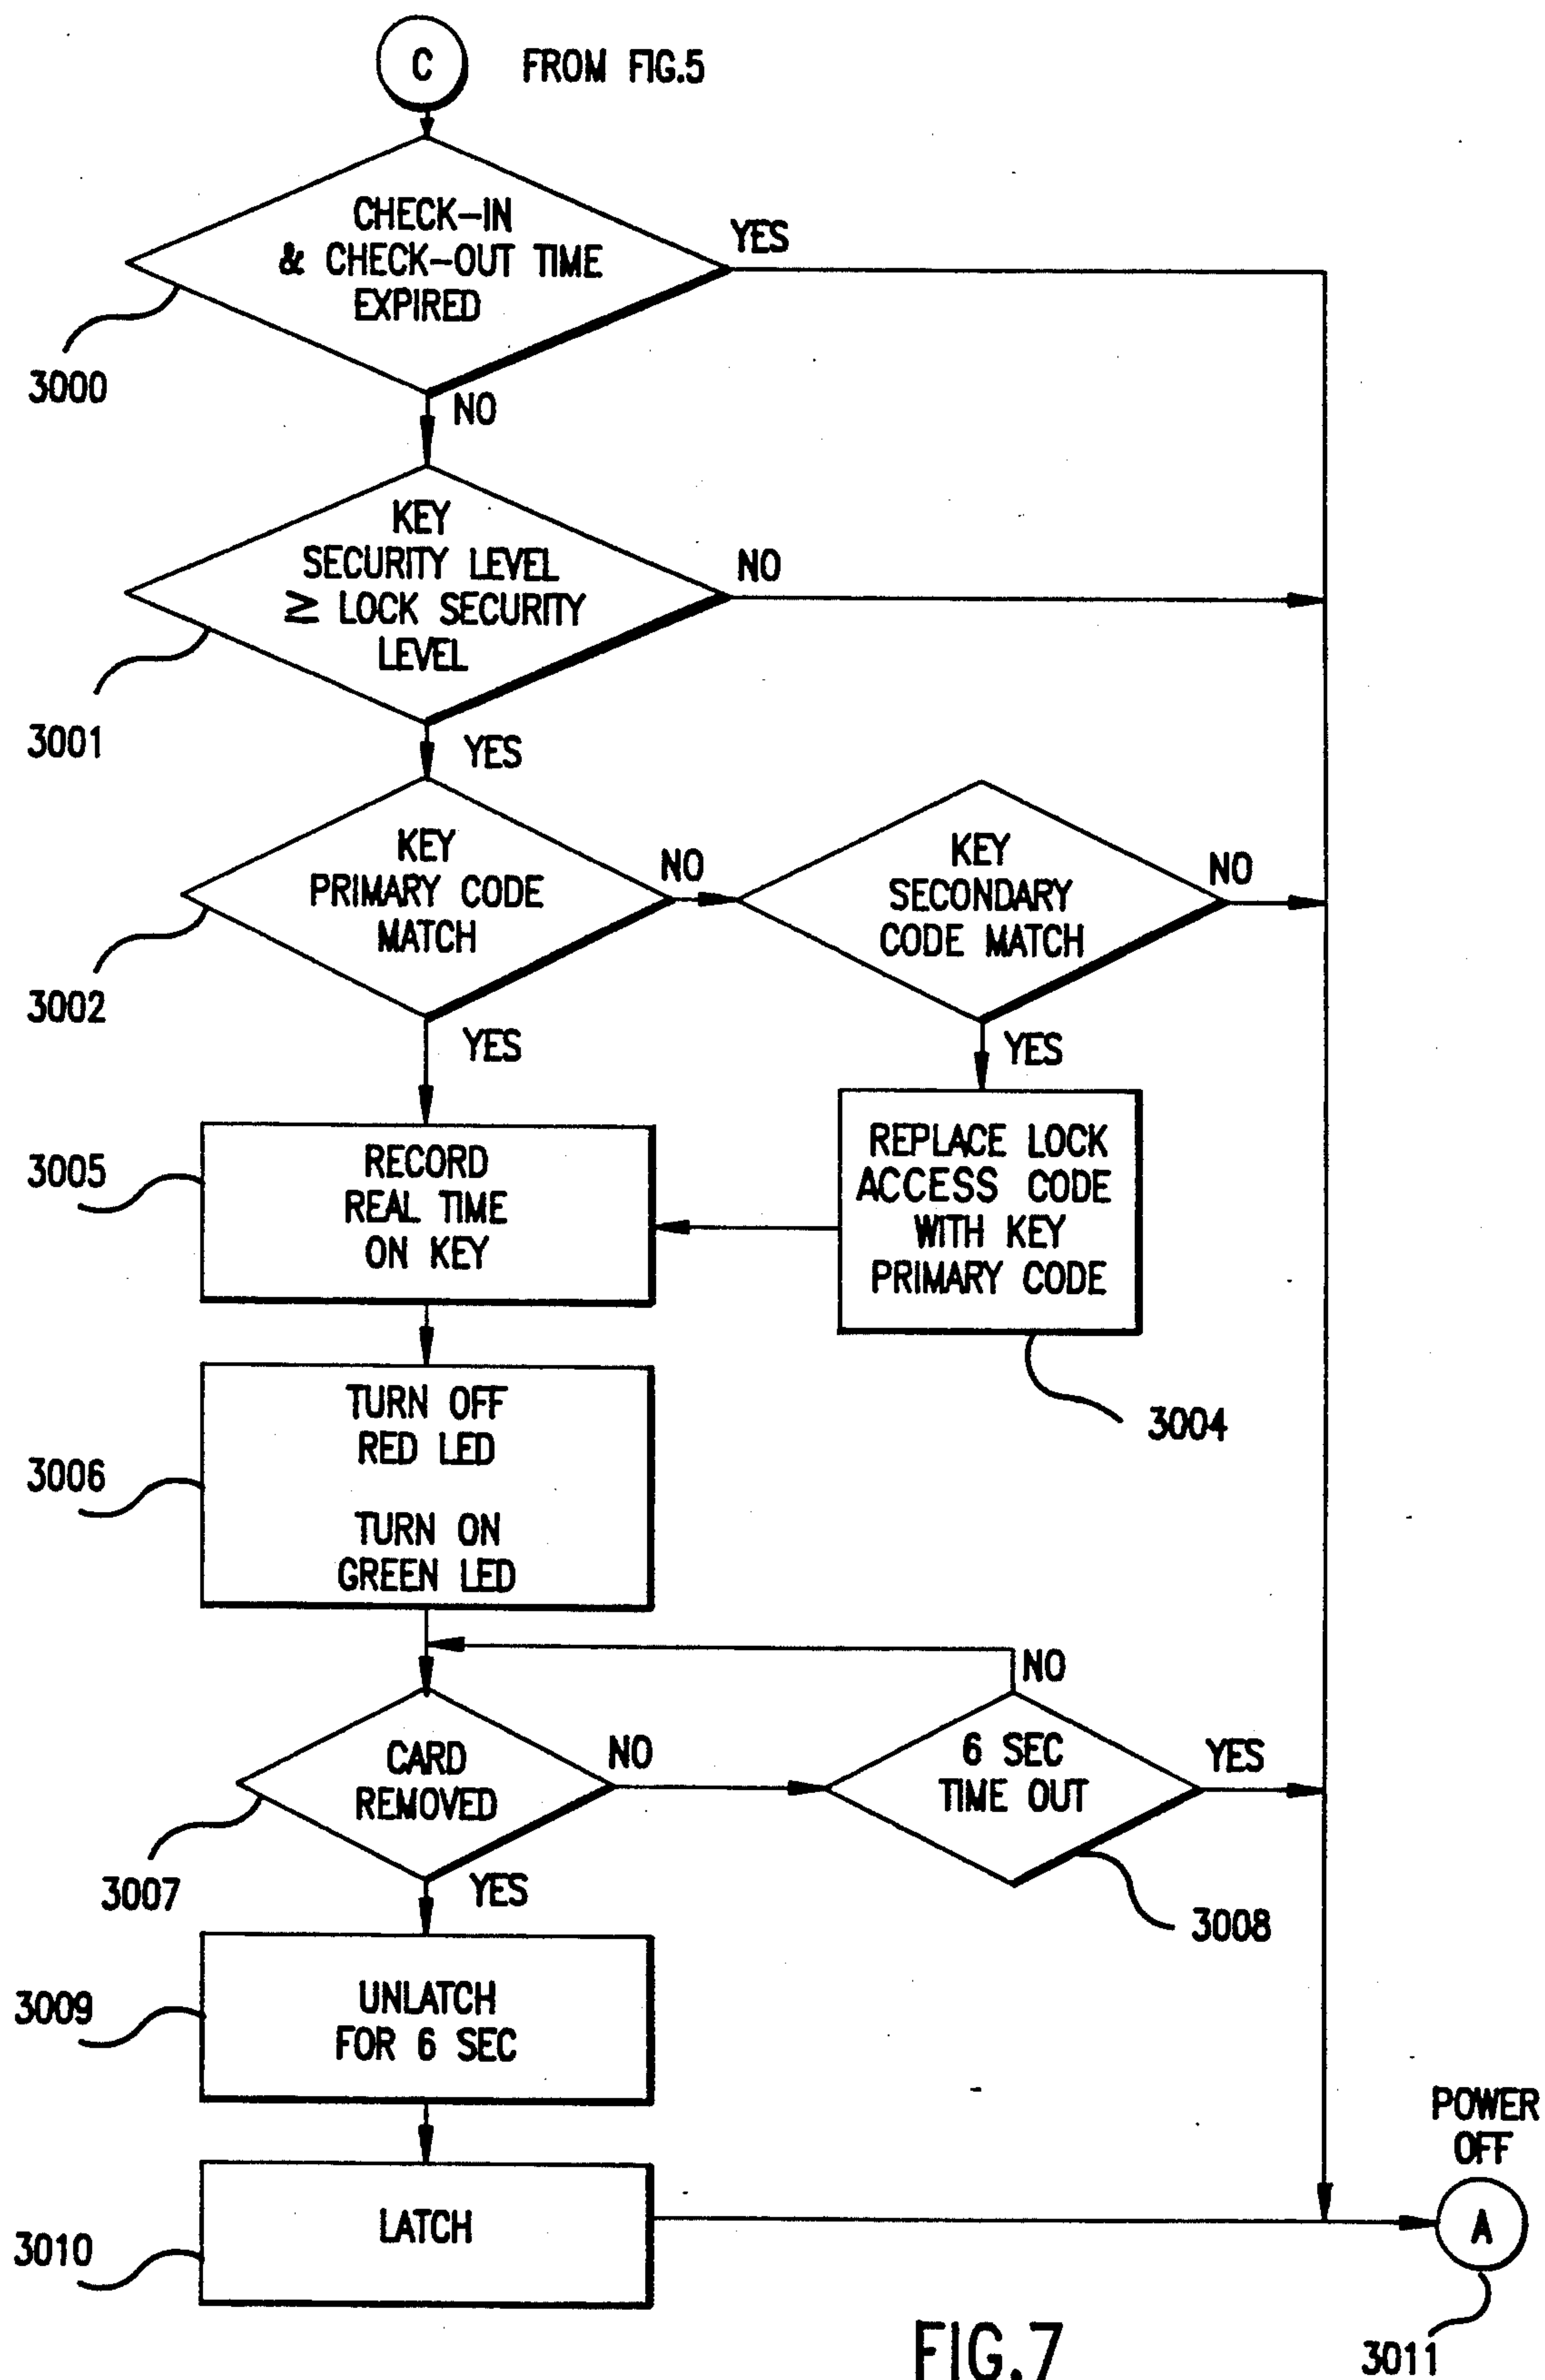 C FROM FIG.5
CHECK-IN
& CHECK-OUT TIME
EXPIRED
YES
3000
NO
KEY
SECURITY LEVEL
≥ LOCK SECURITY
LEVEL
NO
3001
YES
KEY
PRIMARY CODE
MATCH
NO
KEY
SECONDARY
CODE MATCH
NO
3002
YES
YES
3005
RECORD
REAL TIME
ON KEY
REPLACE LOCK
ACCESS CODE
WITH KEY
PRIMARY CODE
3004
3006
TURN OFF
RED LED
TURN ON
GREEN LED
NO
CARD
REMOVED
NO
6 SEC
TIME OUT
YES
3007
YES
3008
3009
UNLATCH
FOR 6 SEC
POWER
OFF
3010
LATCH
A
3011
FIG.7